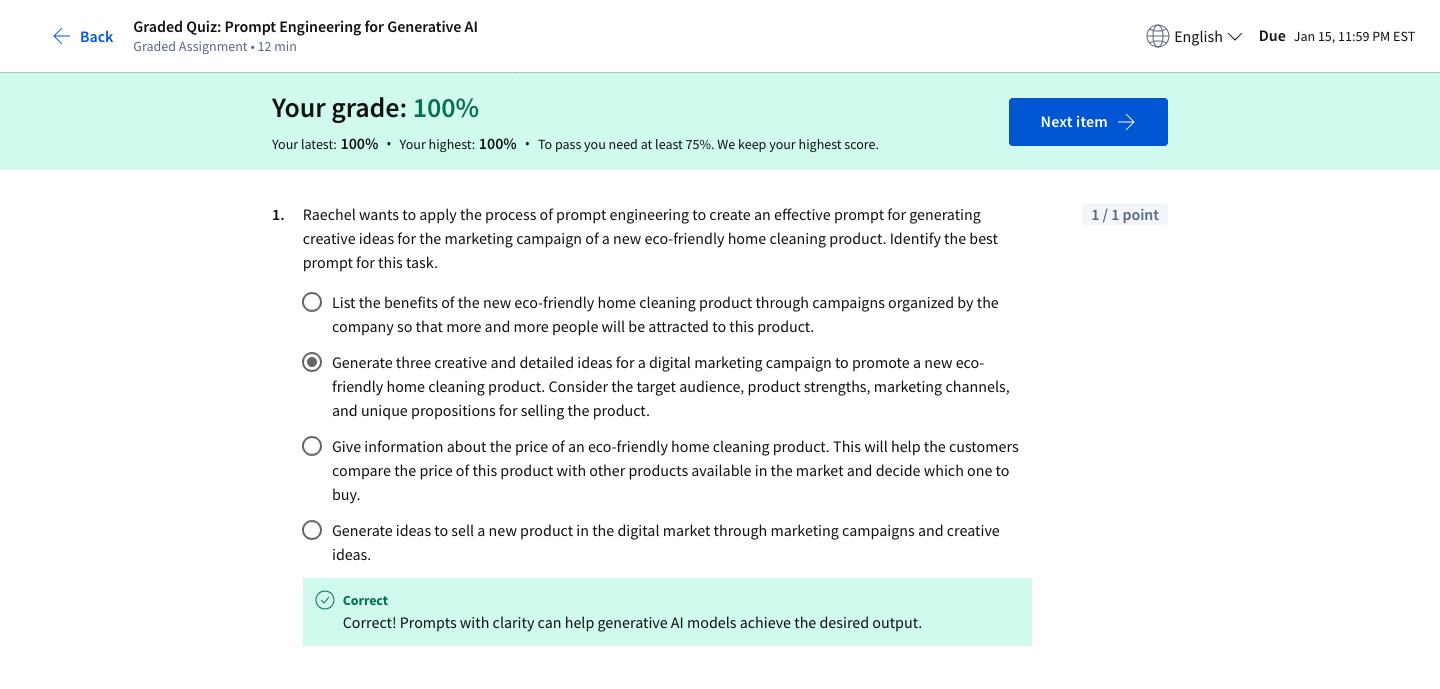 Back
Graded Quiz: Prompt Engineering for Generative AI
Graded Assignment • 12 min
English
Due Jan 15, 11:59 PM EST
Your grade: 100%
Your latest: 100% • Your highest: 100% • To pass you need at least 75%. We keep your highest score.
Next item
1. Raechel wants to apply the process of prompt engineering to create an effective prompt for generating
creative ideas for the marketing campaign of a new eco-friendly home cleaning product. Identify the best
prompt for this task.
1 / 1 point
List the benefits of the new eco-friendly home cleaning product through campaigns organized by the
company so that more and more people will be attracted to this product.
Generate three creative and detailed ideas for a digital marketing campaign to promote a new eco-
friendly home cleaning product. Consider the target audience, product strengths, marketing channels,
and unique propositions for selling the product.
Give information about the price of an eco-friendly home cleaning product. This will help the customers
compare the price of this product with other products available in the market and decide which one to
buy.
Generate ideas to sell a new product in the digital market through marketing campaigns and creative
ideas.
Correct
Correct! Prompts with clarity can help generative AI models achieve the desired output.